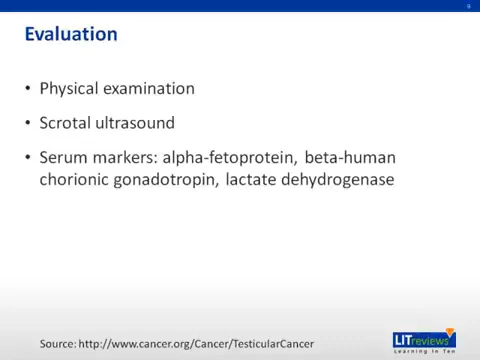 6
Evaluation
• Physical examination
• Scrotal ultrasound
• Serum markers: alpha-fetoprotein, beta-human
chorionic gonadotropin, lactate dehydrogenase
Source: http://www.cancer.org/Cancer/TesticularCancer
LITreviews
Learning In Ten